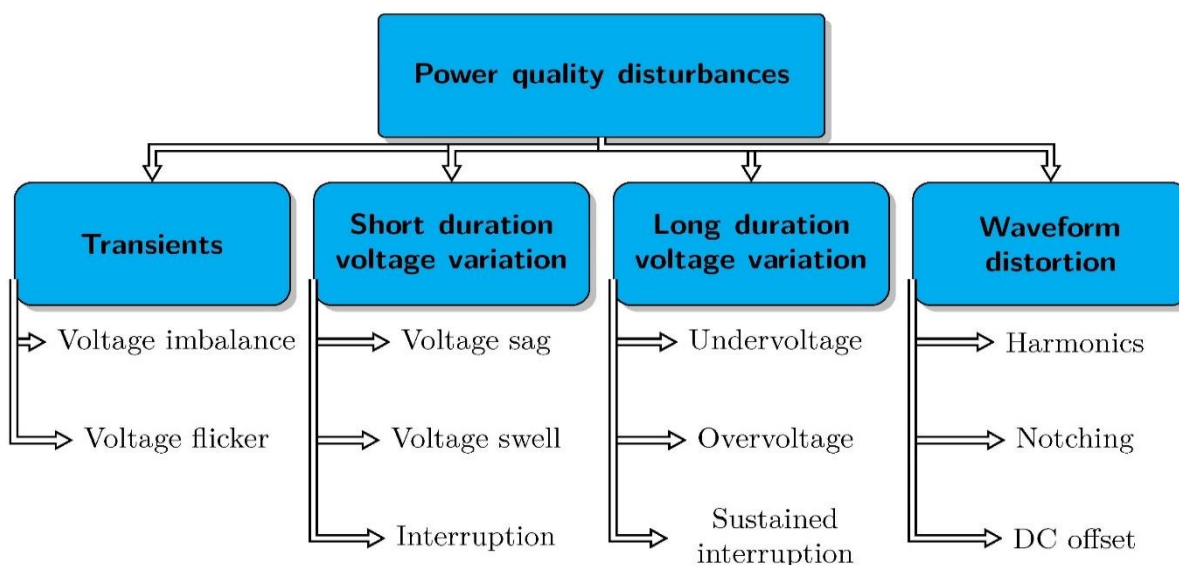 Power quality disturbances
Transients
Short duration
voltage variation
Long duration
voltage variation
Waveform
distortion
Voltage imbalance
Voltage flicker
Voltage sag
Voltage swell
Interruption
Undervoltage
Overvoltage
Sustained
interruption
Harmonics
Notching
DC offset